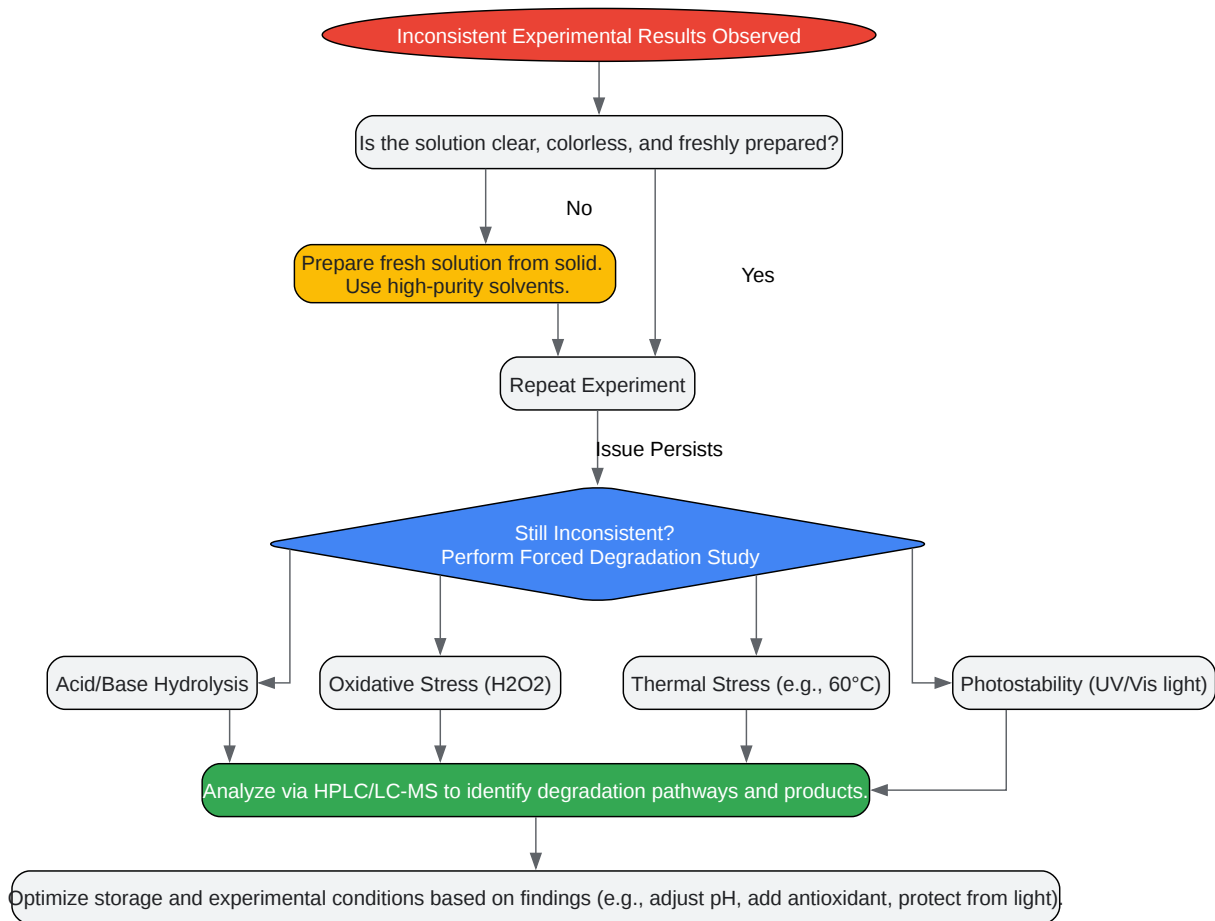 Inconsistent Experimental Results Observed
Is the solution clear, colorless, and freshly prepared?
No
Prepare fresh solution from solid.
Use high-purity solvents.
Yes
Repeat Experiment
Issue Persists
Still Inconsistent?
Perform Forced Degradation Study
Acid/Base Hydrolysis
Oxidative Stress (H2O2)
Thermal Stress (e.g., 60°C)
Photostability (UV/Vis light)
Analyze via HPLC/LC-MS to identify degradation pathways and products.
Optimize storage and experimental conditions based on findings (e.g., adjust pH, add antioxidant, protect from light).